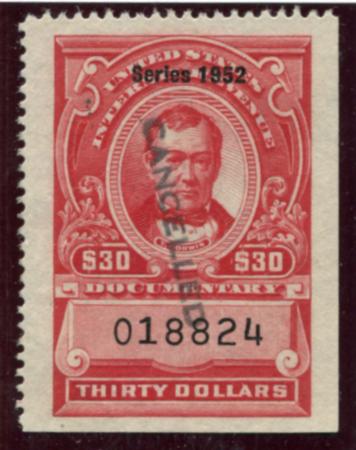 UNITED STATES
Series 1952
INTERNAL REVENUE
CANCELLED
$30 $30
DOCUMENTARY
018824
THIRTY DOLLARS